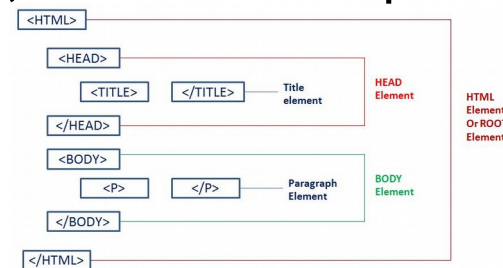 <HTML>
<HEAD>
<TITLE> </TITLE> Title
element
HEAD
Element
</HEAD>
HTML
Element
Or ROOT
Element
<BODY>
<P> </P> Paragraph
Element
BODY
Element
</BODY>
</HTML>